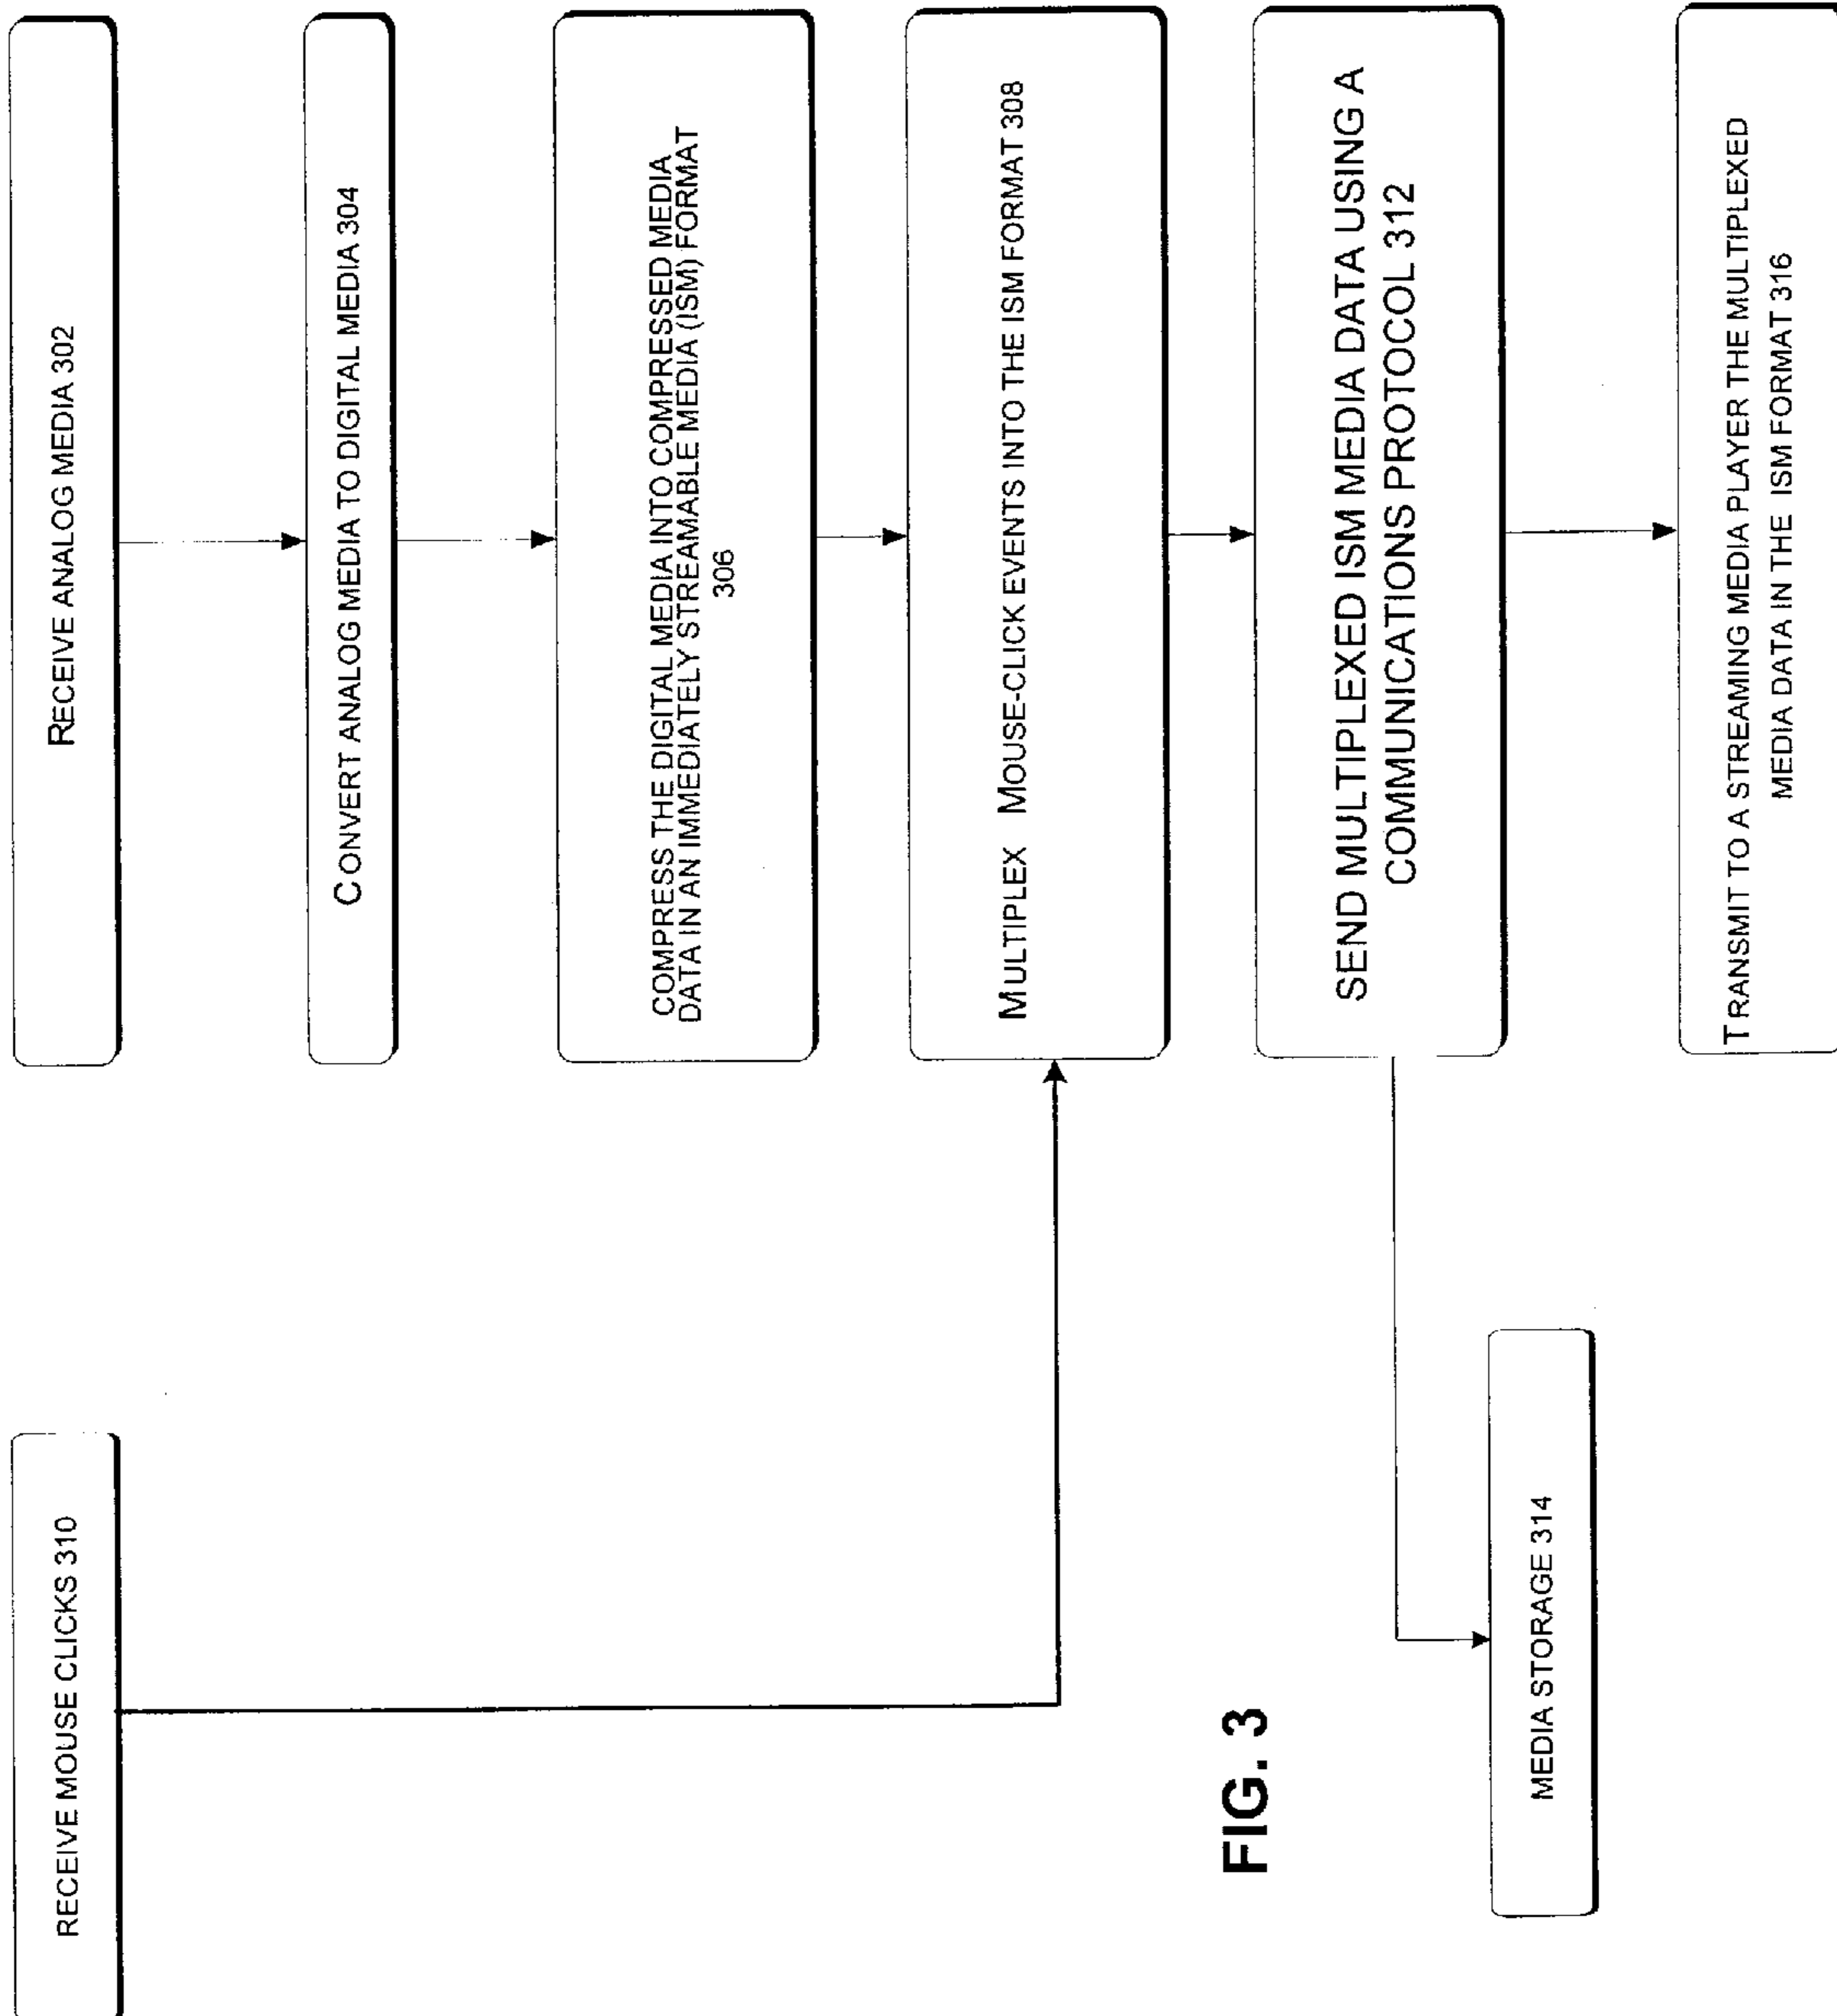 RECEIVE MOUSE CLICKS 310
RECEIVE ANALOG MEDIA 302
CONVERT ANALOG MEDIA TO DIGITAL MEDIA 304
COMPRESS THE DIGITAL MEDIA INTO COMPRESSED MEDIA
DATA IN AN IMMEDIATELY STREAMABLE MEDIA (ISM) FORMAT
306
MULTIPLEX MOUSE-CLICK EVENTS INTO THE ISM FORMAT 308
SEND MULTIPLEXED ISM MEDIA DATA USING A
COMMUNICATIONS PROTOCOL 312
MEDIA STORAGE 314
TRANSMIT TO A STREAMING MEDIA PLAYER THE MULTIPLEXED
MEDIA DATA IN THE ISM FORMAT 316
FIG. 3